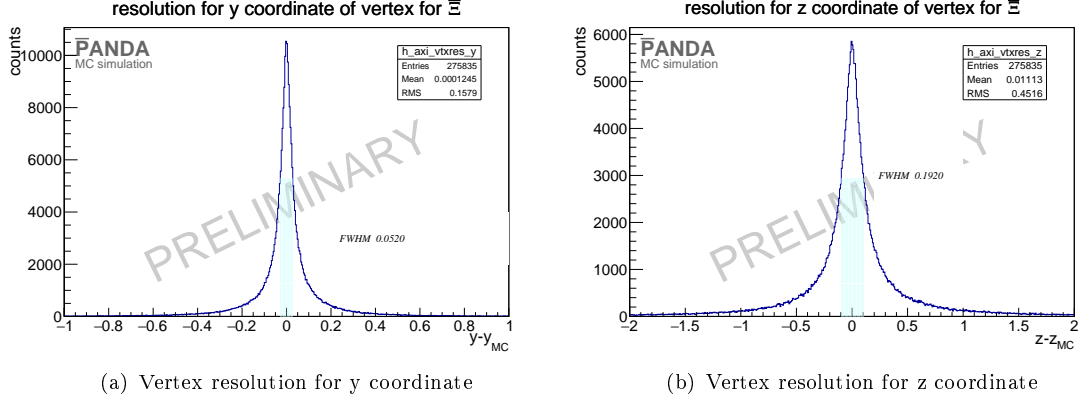 resolution for y coordinate of vertex for Ξ
counts
10000
8000
6000
4000
2000
0
PANDA
MC simulation
h_axi_vtxres_y
Entries 275835
Mean 0.0001245
RMS 0.1579
PRELIMINARY
FWHM 0.0520
−1 −0.8 −0.6 −0.4 −0.2 0 0.2 0.4 0.6 0.8 1
y-yMC
(a) Vertex resolution for y coordinate
resolution for z coordinate of vertex for Ξ
counts
6000
5000
4000
3000
2000
1000
0
PANDA
MC simulation
h_axi_vtxres_z
Entries 275835
Mean 0.01113
RMS 0.4516
PRELIM Y
FWHM 0.1920
−2 −1.5 −1 −0.5 0 0.5 1 1.5 2
z-zMC
(b) Vertex resolution for z coordinate